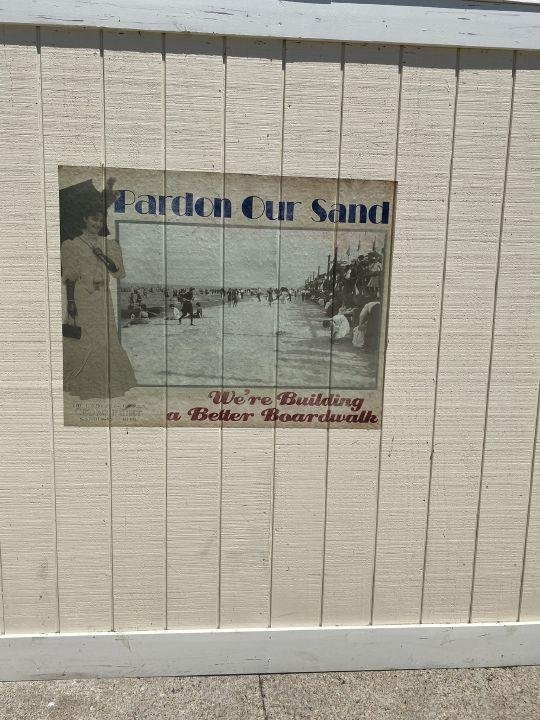 Pardon Our Sand
We're Building
a Better Boardwalk